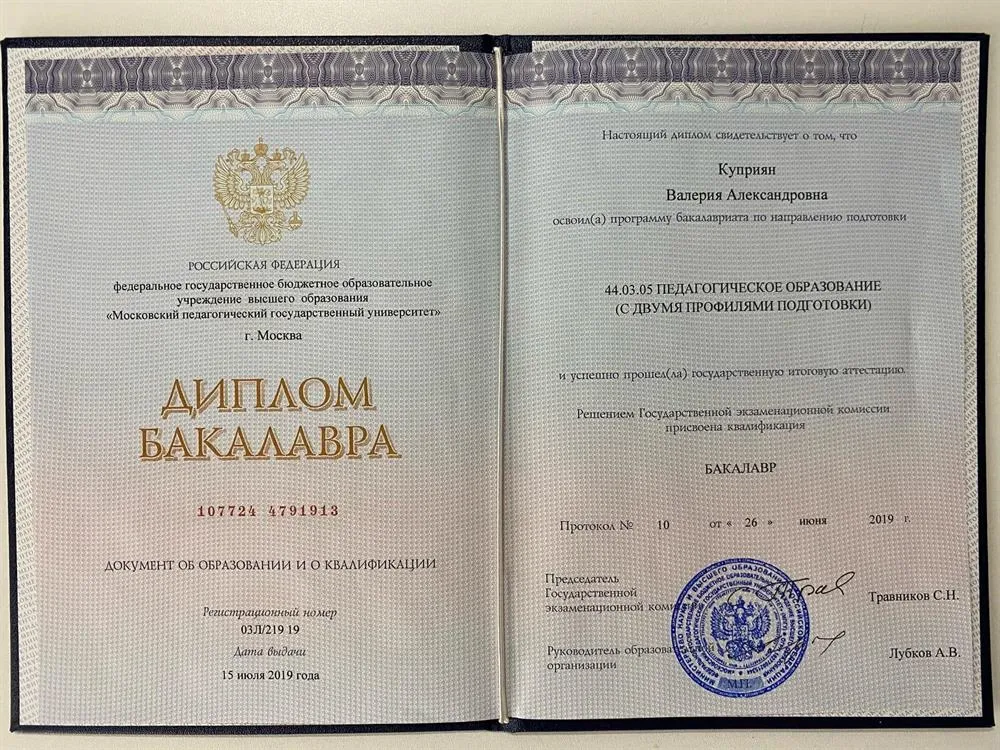 РОССИЙСКАЯ ФЕДЕРАЦИЯ
федеральное государственное бюджетное образовательное
учреждение высшего образования
«Московский педагогический государственный университет»
г. Москва
ДИПЛОМ
БАКАЛАВРА
107724 4791913
ДОКУМЕНТ ОБ ОБРАЗОВАНИИ И О КВАЛИФИКАЦИИ
Регистрационный номер
03Л/219 19
Дата выдачи
15 июля 2019 года
Настоящий диплом свидетельствует о том, что
Куприян
Валерия Александровна
освоил(а) программу бакалавриата по направлению подготовки
44.03.05 ПЕДАГОГИЧЕСКОЕ ОБРАЗОВАНИЕ
(С ДВУМЯ ПРОФИЛЯМИ ПОДГОТОВКИ)
и успешно прошел(ла) государственную итоговую аттестацию.
Решением Государственной экзаменационной комиссии
присвоена квалификация
БАКАЛАВР
Протокол № 10 от « 26 » июня 2019 г.
Председатель
Государственной
экзаменационной
Травников С.Н.
Руководитель
организации
Лубков А.В.
М.П.